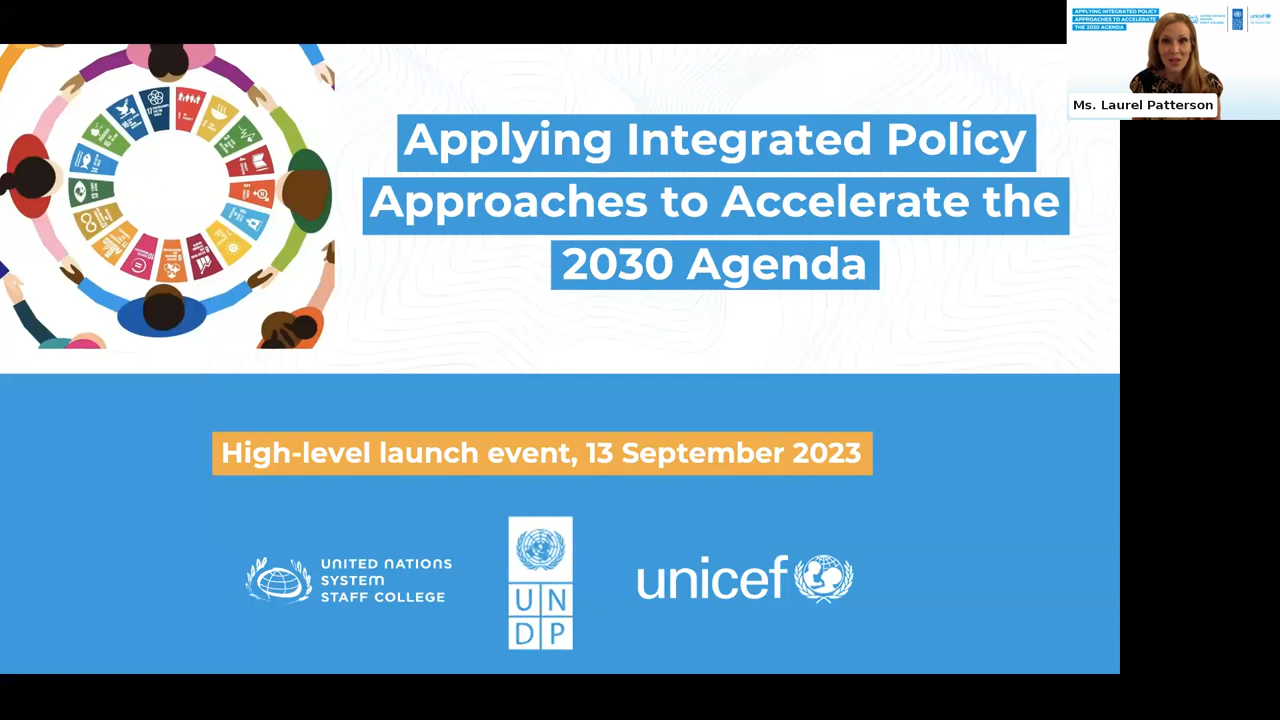 APPLYING INTEGRATED POLICY
APPROACHES TO ACCELERATE
THE 2030 AGENDA
Ms. Laurel Patterson
Applying Integrated Policy
Approaches to Accelerate the
2030 Agenda
High-level launch event, 13 September 2023
UNITED NATIONS
SYSTEM
STAFF COLLEGE
UN
DP
unicef